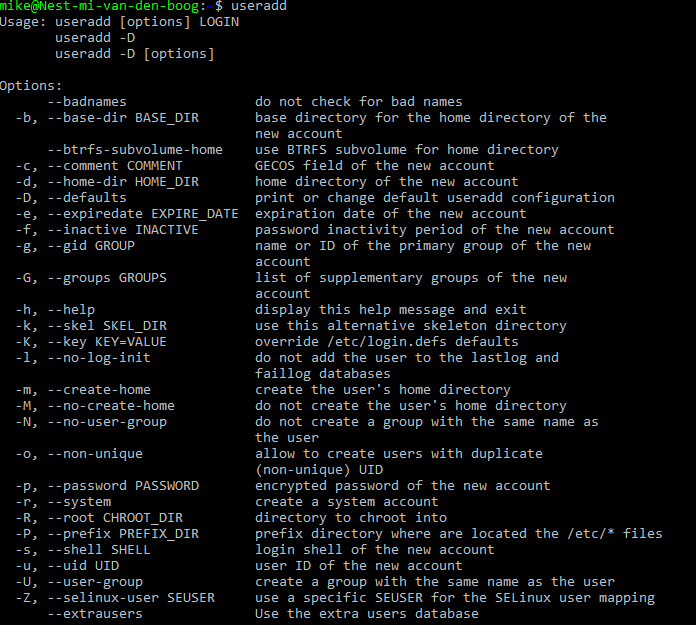 mike@Nest-mi-van-den-boog:~$ useradd
Usage: useradd [options] LOGIN
       useradd -D
       useradd -D [options]

Options:
      --badnames                do not check for bad names
  -b, --base-dir BASE_DIR       base directory for the home directory of the
                                new account
      --btrfs-subvolume-home    use BTRFS subvolume for home directory
  -c, --comment COMMENT         GECOS field of the new account
  -d, --home-dir HOME_DIR       home directory of the new account
  -D, --defaults                print or change default useradd configuration
  -e, --expiredate EXPIRE_DATE  expiration date of the new account
  -f, --inactive INACTIVE       password inactivity period of the new account
  -g, --gid GROUP               name or ID of the primary group of the new
                                account
  -G, --groups GROUPS           list of supplementary groups of the new
                                account
  -h, --help                    display this help message and exit
  -k, --skel SKEL_DIR           use this alternative skeleton directory
  -K, --key KEY=VALUE           override /etc/login.defs defaults
  -l, --no-log-init             do not add the user to the lastlog and
                                faillog databases
  -m, --create-home             create the user's home directory
  -M, --no-create-home          do not create the user's home directory
  -N, --no-user-group           do not create a group with the same name as
                                the user
  -o, --non-unique              allow to create users with duplicate
                                (non-unique) UID
  -p, --password PASSWORD       encrypted password of the new account
  -r, --system                  create a system account
  -R, --root CHROOT_DIR         directory to chroot into
  -P, --prefix PREFIX_DIR       prefix directory where are located the /etc/* files
  -s, --shell SHELL             login shell of the new account
  -u, --uid UID                 user ID of the new account
  -U, --user-group              create a group with the same name as the user
  -Z, --selinux-user SEUSER     use a specific SEUSER for the SELinux user mapping
      --extrausers              Use the extra users database